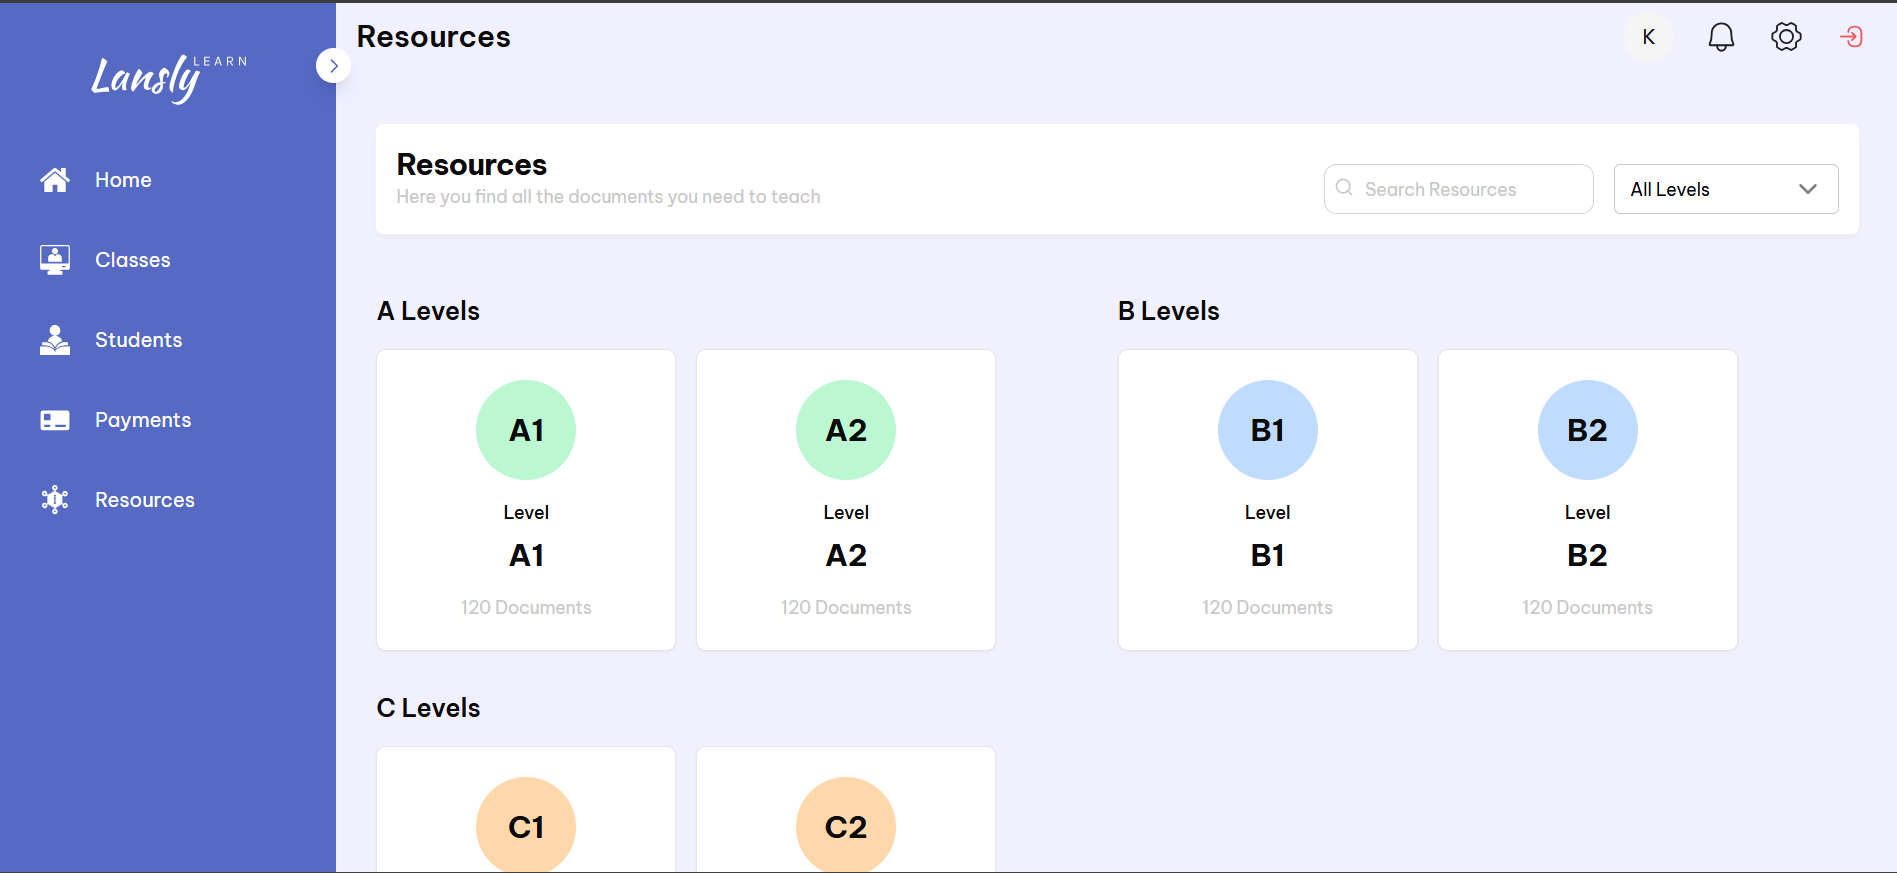 Lansly LEARN
Home
Classes
Students
Payments
Resources
Resources
K
Resources
Here you find all the documents you need to teach
Search Resources
All Levels
A Levels
A1
Level
A1
120 Documents
A2
Level
A2
120 Documents
B Levels
B1
Level
B1
120 Documents
B2
Level
B2
120 Documents
C Levels
C1
C2